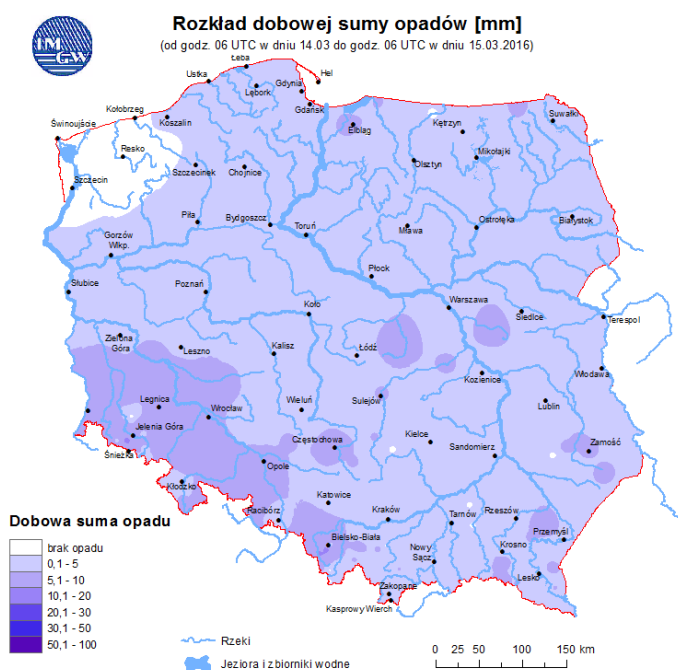 Rozkład dobowej sumy opadów [mm]
(od godz. 06 UTC w dniu 14.03 do godz. 06 UTC w dniu 15.03.2016)
IM
GW
Łeba
Ustka
Hel
Lębork
Gdynia
Gdańsk
Kołobrzeg
Koszalin
Świnoujście
Elbląg
Kętrzyn
Suwałki
Resko
Szczecinek
Chojnice
Olsztyn
Mikołajki
Szczecin
Piła
Bydgoszcz
Toruń
Mława
Ostrołęka
Białystok
Gorzów
Wlkp.
Płock
Słubice
Poznań
Koło
Warszawa
Siedlce
Terespol
Zielona
Góra
Leszno
Kalisz
Łódź
Kozienice
Włodawa
Legnica
Wrocław
Wieluń
Sulejów
Lublin
Jelenia Góra
Śnieżka
Częstochowa
Kielce
Sandomierz
Zamość
Opole
Kłodzko
Katowice
Racibórz
Kraków
Tarnów
Rzeszów
Przemyśl
Bielsko-Biała
Nowy
Sącz
Krosno
Lesko
Zakopane
Kasprowy Wierch
Dobowa suma opadu
brak opadu
0,1 - 5
5,1 - 10
10,1 - 20
20,1 - 30
30,1 - 50
50,1 - 100
Rzeki
Jeziora i zbiorniki wodne
0 25 50 100 150 km